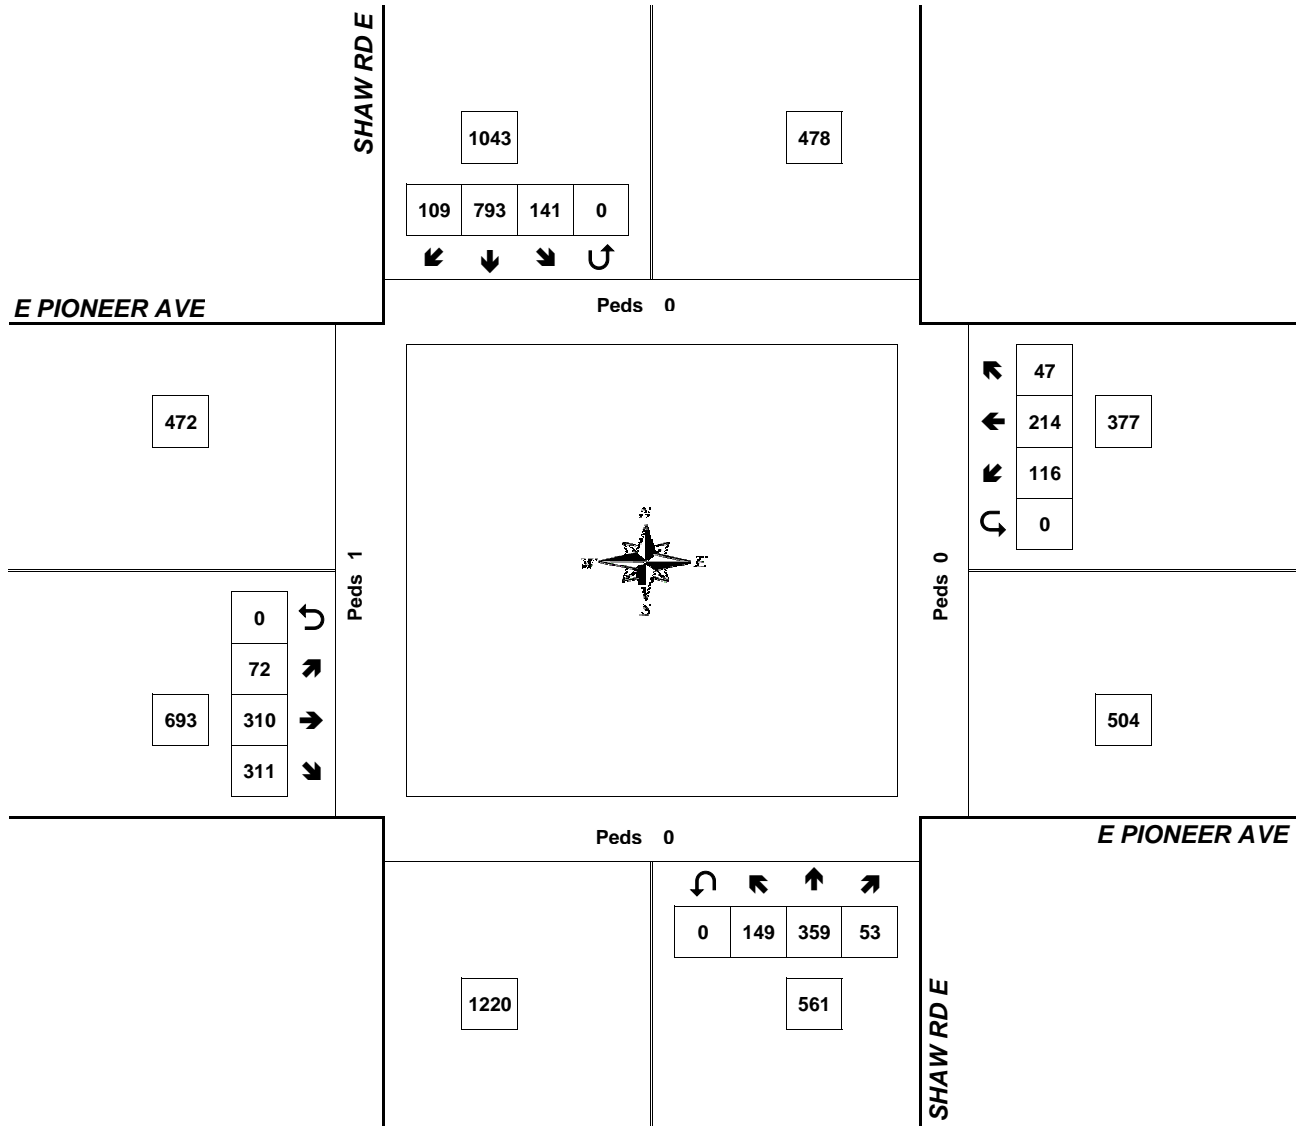 SHAW RD E
1043
478
109 793 141 0
E PIONEER AVE
Peds 0
47
472
214 377
116
0
N
W E
S
Peds 1
Peds 0
0
72
693 310
504
311
Peds 0
E PIONEER AVE
0 149 359 53
1220
561
SHAW RD E